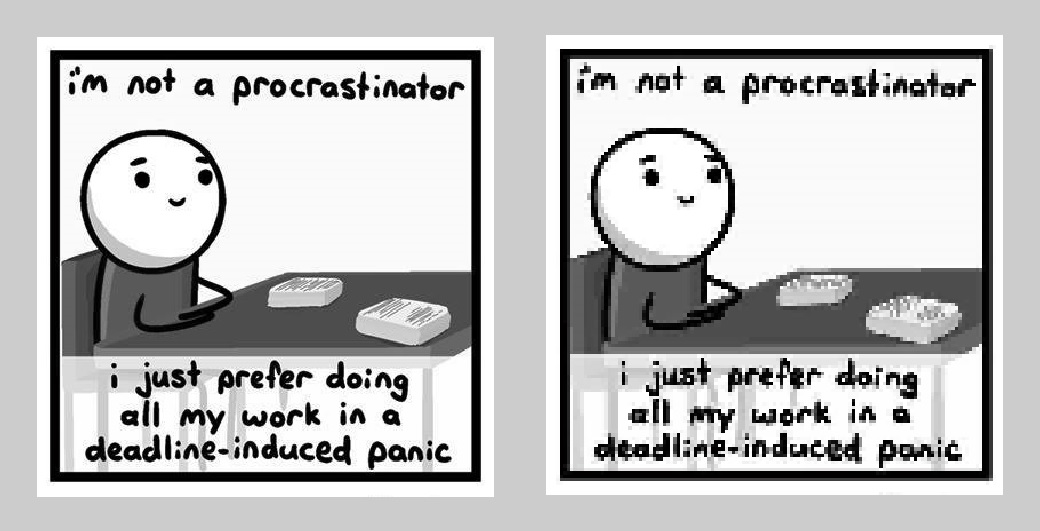 i'm not a procrastinator
i just prefer doing
all my work in a
deadline-induced panic
i'm not a procrastinator
i just prefer doing
all my work in a
deadline-induced panic